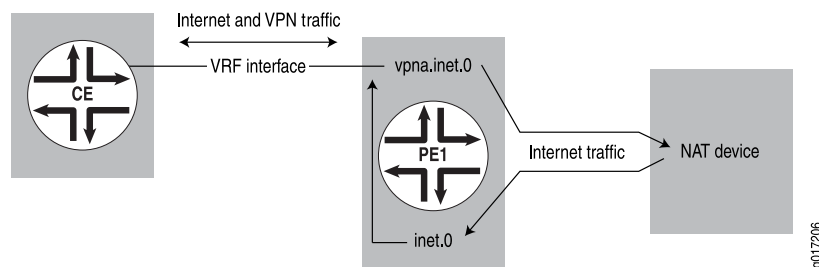 Internet and VPN traffic
VRF interface
vpna.inet.0
CE
PE1
Internet traffic
NAT device
inet.0
g017206